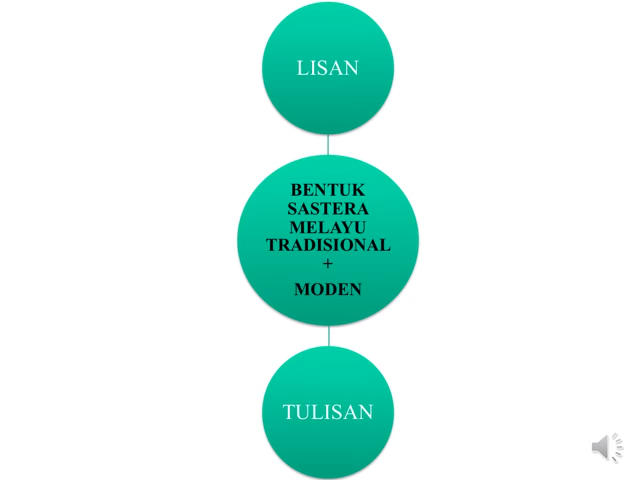 LISAN
BENTUK
SASTERA
MELAYU
TRADISIONAL
+
MODEN
TULISAN